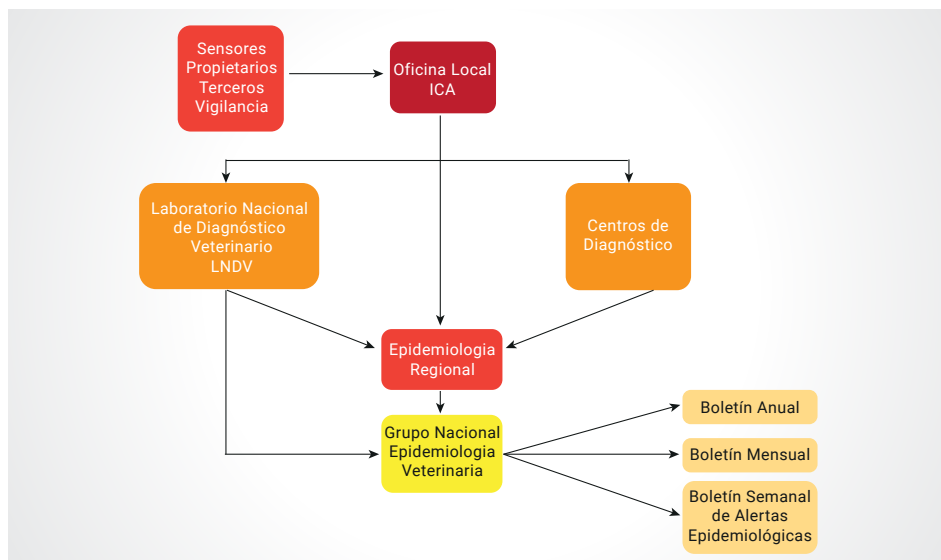 Sensores
Propietarios
Terceros
Vigilancia
Oficina Local
ICA
Laboratorio Nacional
de Diagnóstico
Veterinario
LNDV
Centros de
Diagnóstico
Epidemiologia
Regional
Grupo Nacional
Epidemiologia
Veterinaria
Boletín Anual
Boletín Mensual
Boletín Semanal
de Alertas
Epidemiológicas